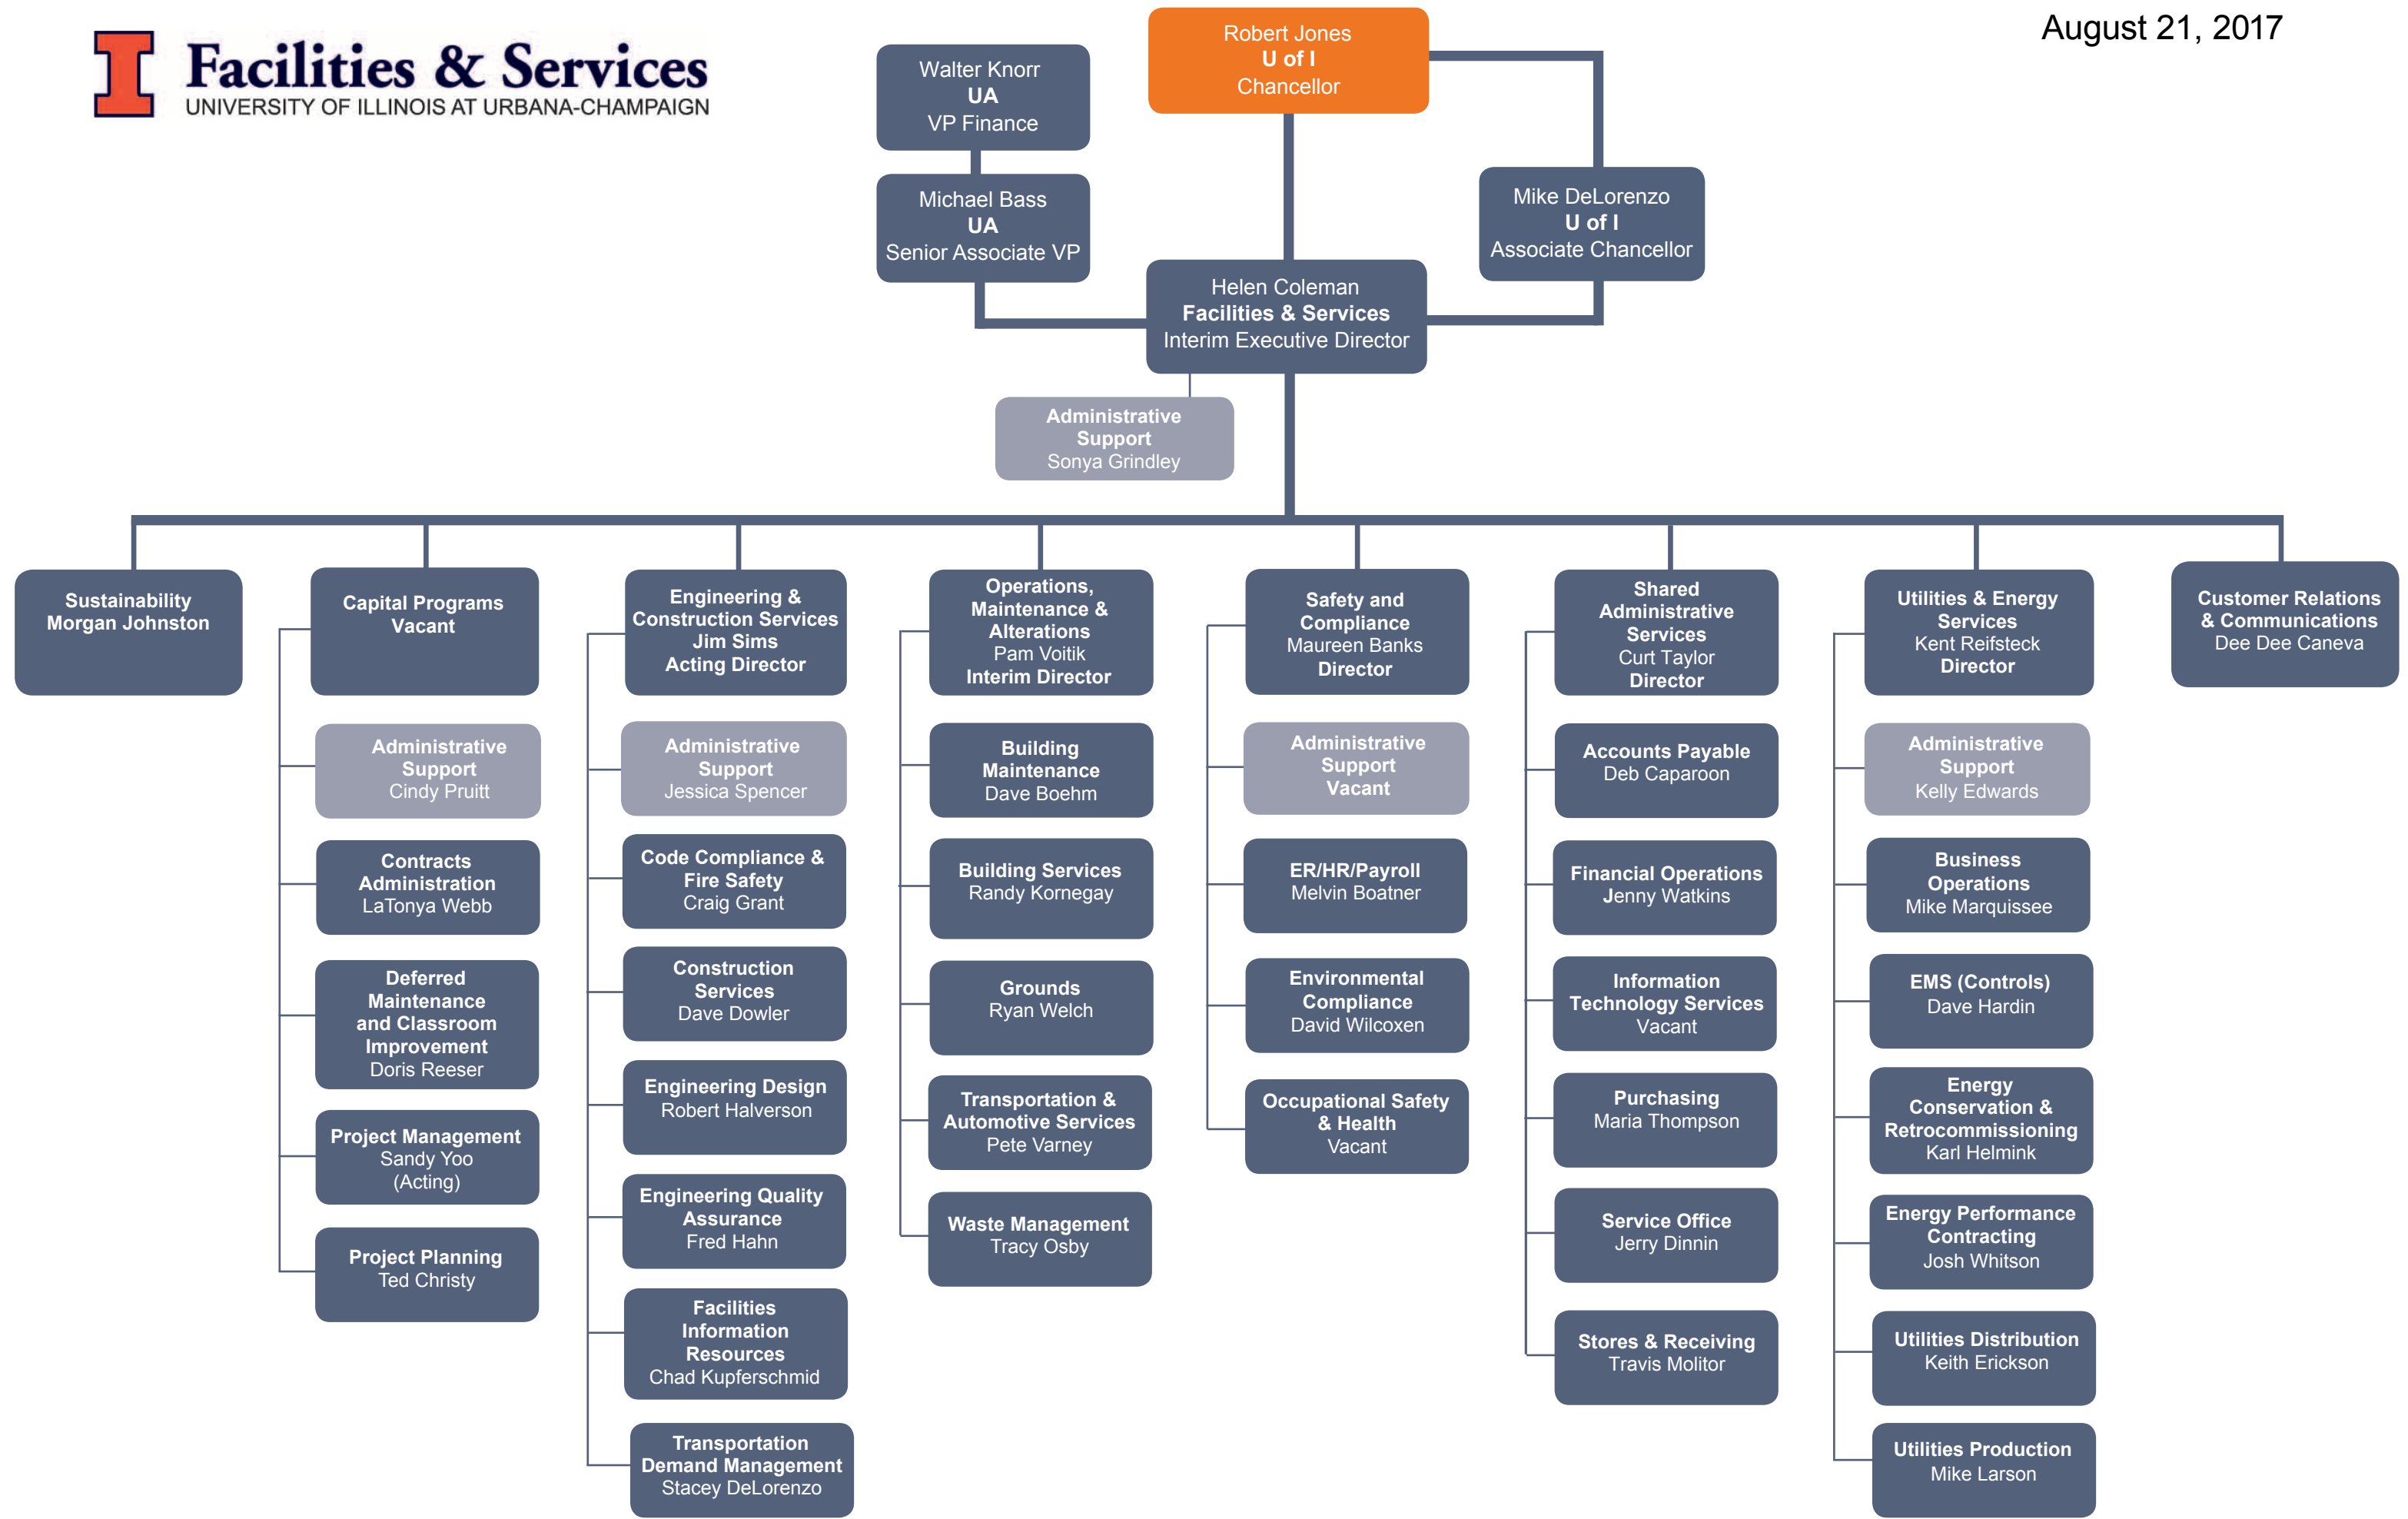 August 21, 2017
I
Facilities & Services
UNIVERSITY OF ILLINOIS AT URBANA-CHAMPAIGN
Robert Jones
U of I
Chancellor
Walter Knorr
UA
VP Finance
Michael Bass
UA
Senior Associate VP
Mike DeLorenzo
U of I
Associate Chancellor
Helen Coleman
Facilities & Services
Interim Executive Director
Administrative
Support
Sonya Grindley
Sustainability
Morgan Johnston
Capital Programs
Vacant
Administrative
Support
Cindy Pruitt
Contracts
Administration
LaTonya Webb
Deferred
Maintenance
and Classroom
Improvement
Doris Reeser
Project Management
Sandy Yoo
(Acting)
Project Planning
Ted Christy
Engineering &
Construction Services
Jim Sims
Acting Director
Administrative
Support
Jessica Spencer
Code Compliance &
Fire Safety
Craig Grant
Construction
Services
Dave Dowler
Engineering Design
Robert Halverson
Engineering Quality
Assurance
Fred Hahn
Facilities
Information
Resources
Chad Kupferschmid
Transportation
Demand Management
Stacey DeLorenzo
Operations,
Maintenance &
Alterations
Pam Voitik
Interim Director
Building
Maintenance
Dave Boehm
Building Services
Randy Kornegay
Grounds
Ryan Welch
Transportation &
Automotive Services
Pete Varney
Waste Management
Tracy Osby
Safety and
Compliance
Maureen Banks
Director
Administrative
Support
Vacant
ER/HR/Payroll
Melvin Boatner
Environmental
Compliance
David Wilcoxen
Occupational Safety
& Health
Vacant
Shared
Administrative
Services
Curt Taylor
Director
Accounts Payable
Deb Caparoon
Financial Operations
Jenny Watkins
Information
Technology Services
Vacant
Purchasing
Maria Thompson
Service Office
Jerry Dinnin
Stores & Receiving
Travis Molitor
Utilities & Energy
Services
Kent Reifsteck
Director
Administrative
Support
Kelly Edwards
Business
Operations
Mike Marquissee
EMS (Controls)
Dave Hardin
Energy
Conservation &
Retrocommissioning
Karl Helmink
Energy Performance
Contracting
Josh Whitson
Utilities Distribution
Keith Erickson
Utilities Production
Mike Larson
Customer Relations
& Communications
Dee Dee Caneva